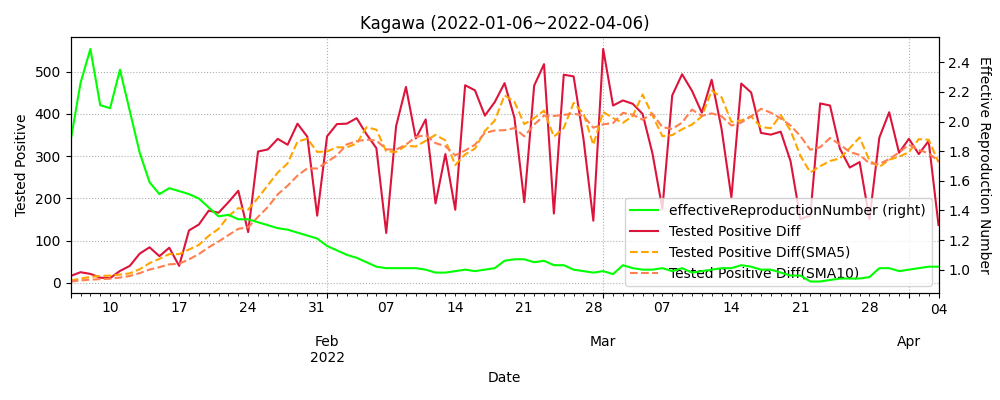 Kagawa (2022-01-06~2022-04-06)
Tested Positive
500
400
300
200
100
0
2.4
2.2
2.0
1.8
1.6
1.4
1.2
1.0
Effective Reproduction Number
effectiveReproductionNumber (right)
Tested Positive Diff
Tested Positive Diff(SMA5)
Tested Positive Diff(SMA10)
10 17 24 31 07 14 21 28 07 14 21 28 04
Feb Mar Apr
2022
Date